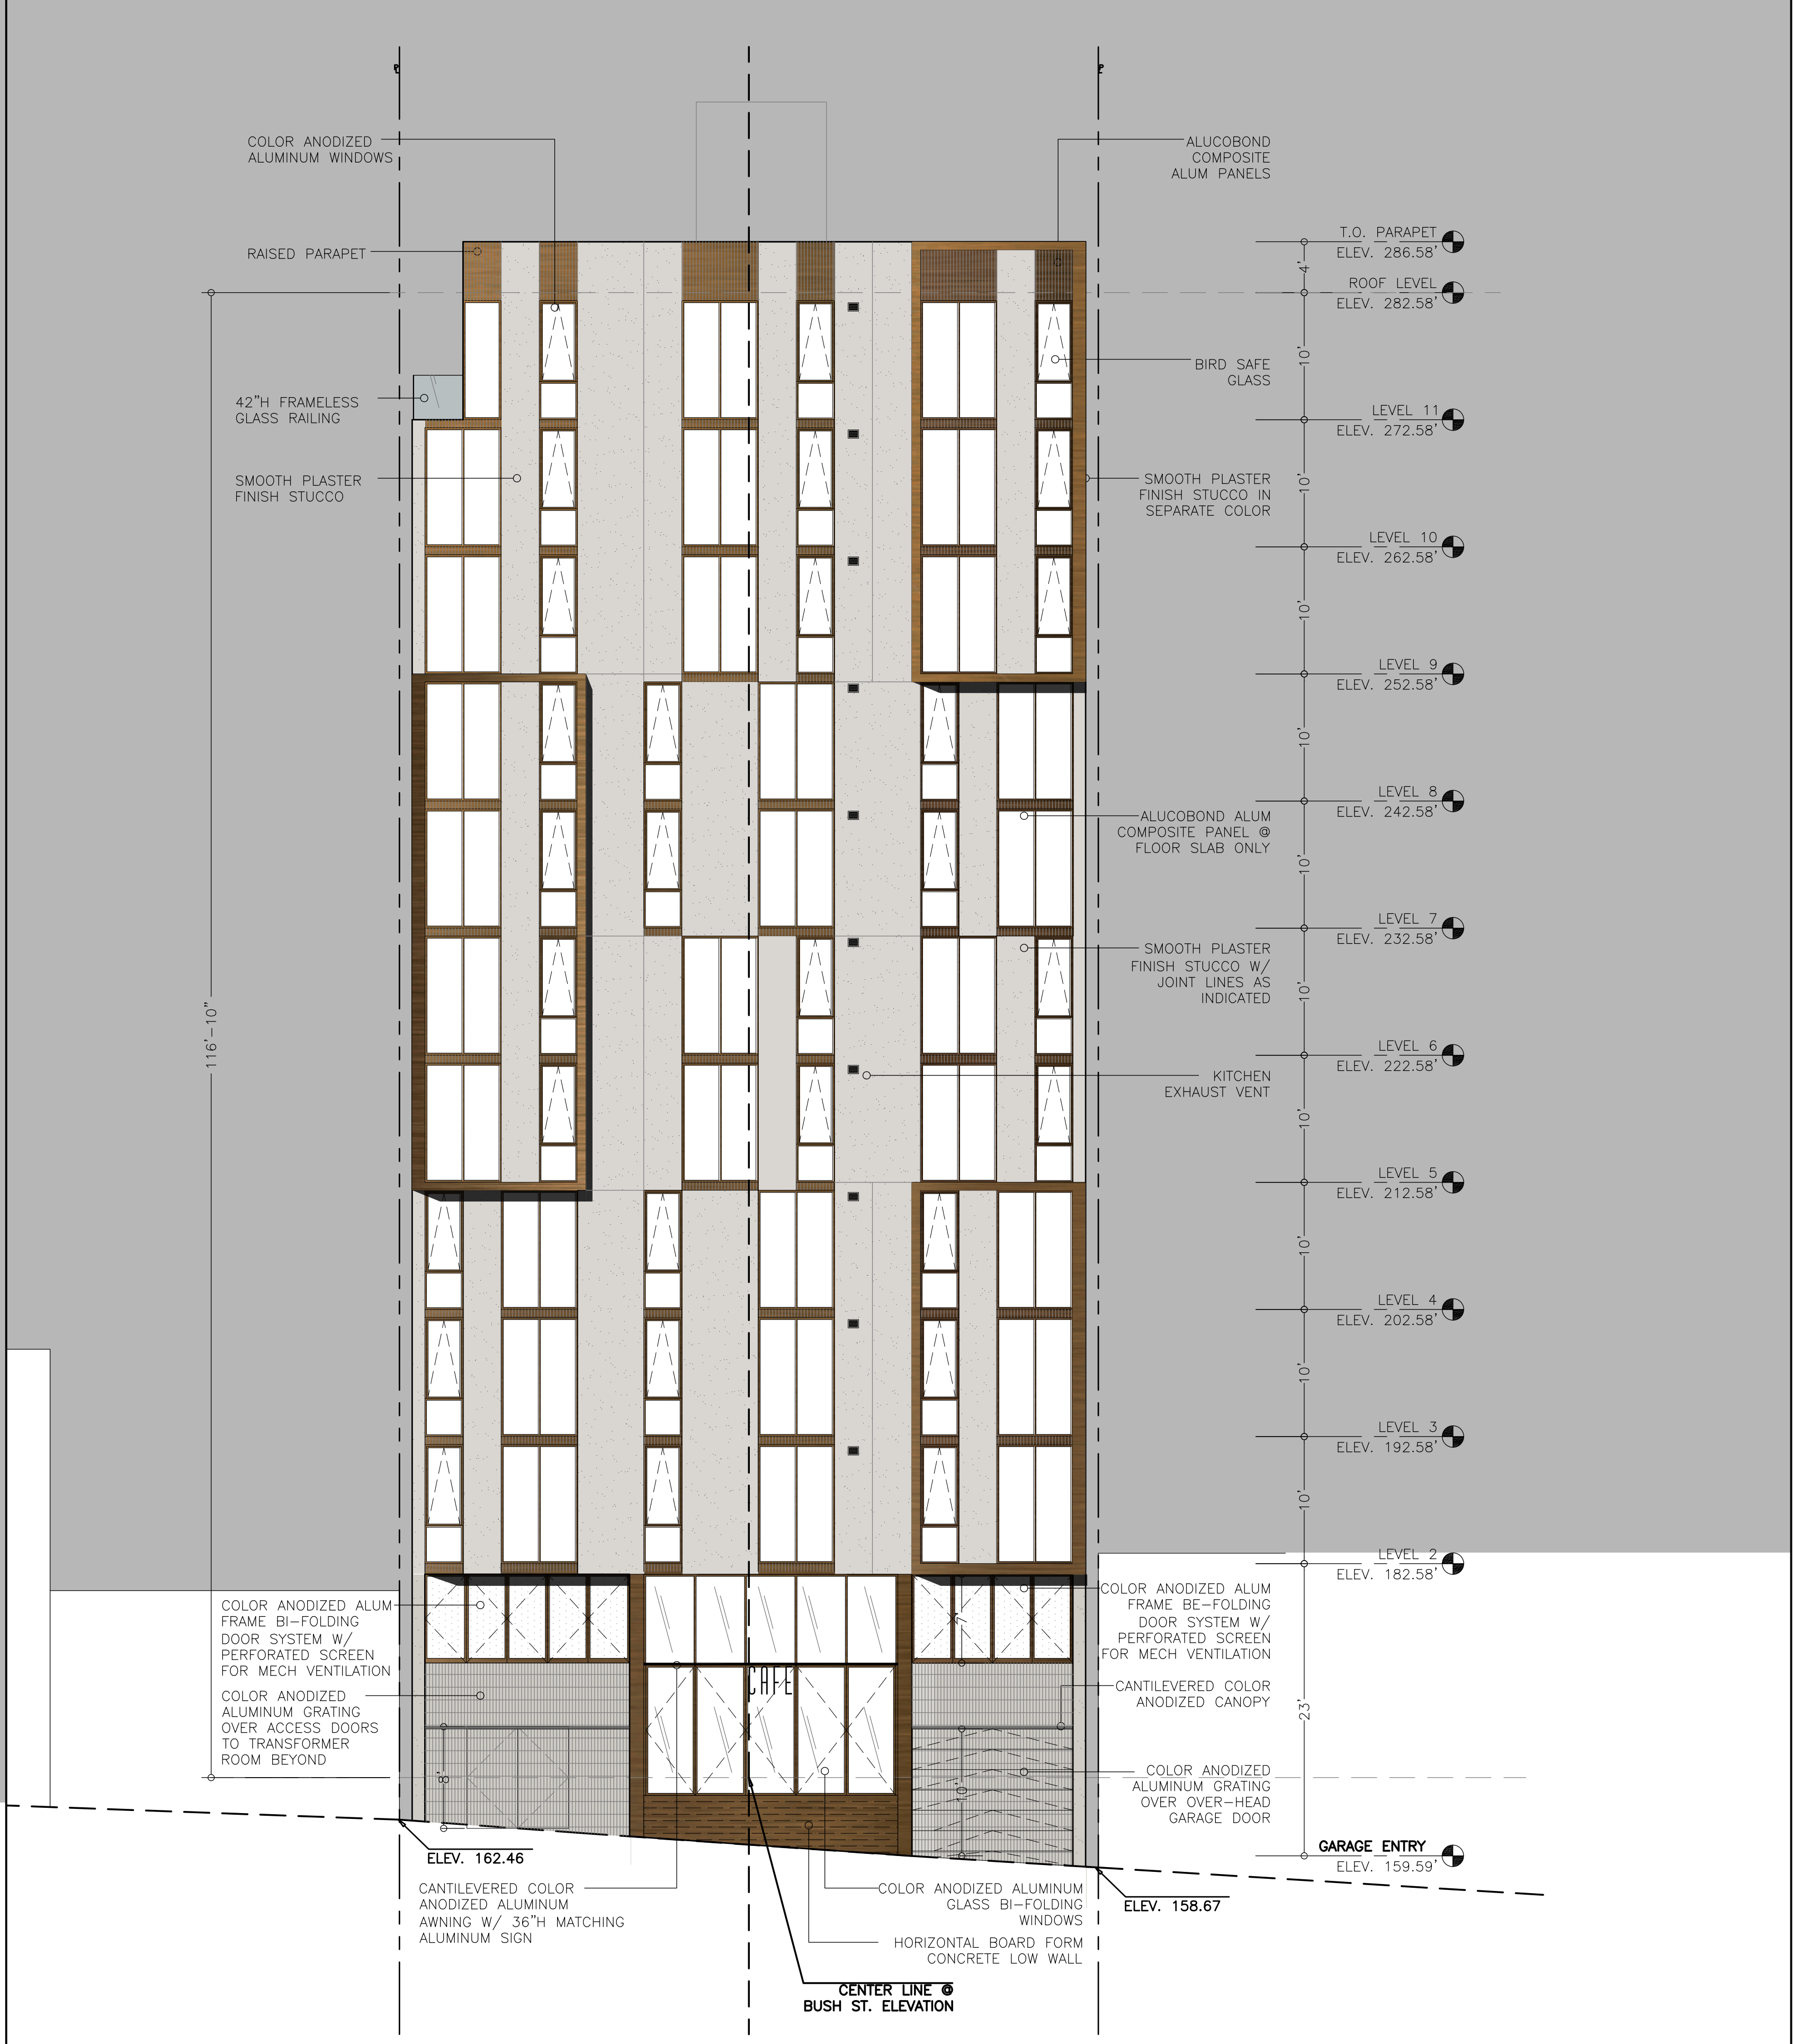 COLOR ANODIZED
ALUMINUM WINDOWS
RAISED PARAPET
42"H FRAMELESS
GLASS RAILING
SMOOTH PLASTER
FINISH STUCCO
116'-10"
COLOR ANODIZED ALUM
FRAME BI-FOLDING
DOOR SYSTEM W/
PERFORATED SCREEN
FOR MECH VENTILATION
COLOR ANODIZED
ALUMINUM GRATING
OVER ACCESS DOORS
TO TRANSFORMER
ROOM BEYOND
8'
ELEV. 162.46
CANTILEVERED COLOR
ANODIZED ALUMINUM
AWNING W/ 36"H MATCHING
ALUMINUM SIGN
CAFE
7'
10'
ALUCOBOND
COMPOSITE
ALUM PANELS
BIRD SAFE
GLASS
SMOOTH PLASTER
FINISH STUCCO IN
SEPARATE COLOR
ALUCOBOND ALUM
COMPOSITE PANEL @
FLOOR SLAB ONLY
SMOOTH PLASTER
FINISH STUCCO W/
JOINT LINES AS
INDICATED
KITCHEN
EXHAUST VENT
COLOR ANODIZED ALUM
FRAME BE-FOLDING
DOOR SYSTEM W/
PERFORATED SCREEN
FOR MECH VENTILATION
CANTILEVERED COLOR
ANODIZED CANOPY
COLOR ANODIZED
ALUMINUM GRATING
OVER OVER-HEAD
GARAGE DOOR
ELEV. 158.67
COLOR ANODIZED ALUMINUM
GLASS BI-FOLDING
WINDOWS
HORIZONTAL BOARD FORM
CONCRETE LOW WALL
CENTER LINE @
BUSH ST. ELEVATION
T.O. PARAPET
ELEV. 286.58'
4'
ROOF LEVEL
ELEV. 282.58'
10'
LEVEL 11
ELEV. 272.58'
10'
LEVEL 10
ELEV. 262.58'
10'
LEVEL 9
ELEV. 252.58'
10'
LEVEL 8
ELEV. 242.58'
10'
LEVEL 7
ELEV. 232.58'
10'
LEVEL 6
ELEV. 222.58'
10'
LEVEL 5
ELEV. 212.58'
10'
LEVEL 4
ELEV. 202.58'
10'
LEVEL 3
ELEV. 192.58'
10'
LEVEL 2
ELEV. 182.58'
23'
GARAGE ENTRY
ELEV. 159.59'